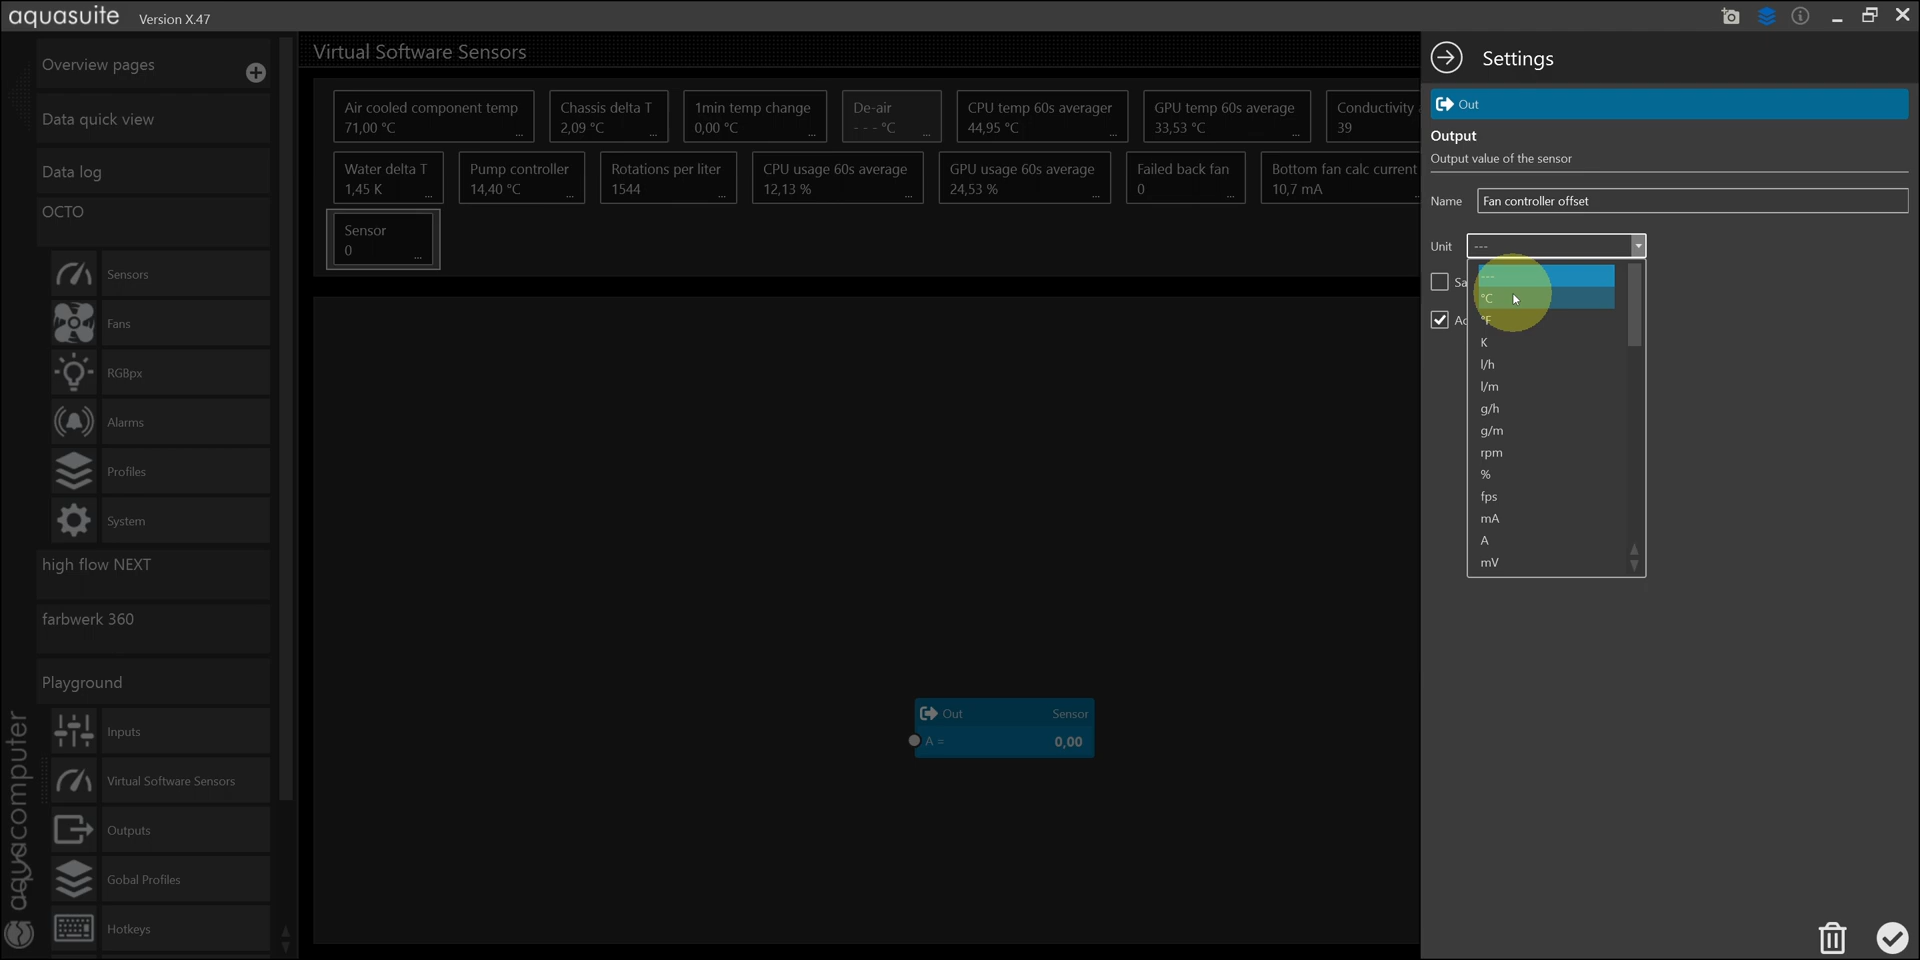 aquasuite Version X.47
Overview pages
Data quick view
Data log
OCTO
Sensors
Fans
RGBpx
Alarms
Profiles
System
high flow NEXT
farbwerk 360
Playground
Inputs
Virtual Software Sensors
Outputs
Gobal Profiles
Hotkeys
aquacomputer
Virtual Software Sensors
Air cooled component temp
71,00 °C
...
Chassis delta T
2,09 °C
...
1min temp change
0,00 °C
...
De-air
- - - °C
...
CPU temp 60s averager
44,95 °C
...
GPU temp 60s average
33,53 °C
...
Conductivity
39
Water delta T
1,45 K
...
Pump controller
14,40 °C
...
Rotations per liter
1544
...
CPU usage 60s average
12,13 %
...
GPU usage 60s average
24,53 %
...
Failed back fan
0
...
Bottom fan calc current
10,7 mA
...
Sensor
0
...
Out Sensor
A = 0,00
Settings
Out
Output
Output value of the sensor
Name Fan controller offset
Unit ---
Sa
Ac
---
°C
°F
K
l/h
l/m
g/h
g/m
rpm
%
fps
mA
A
mV